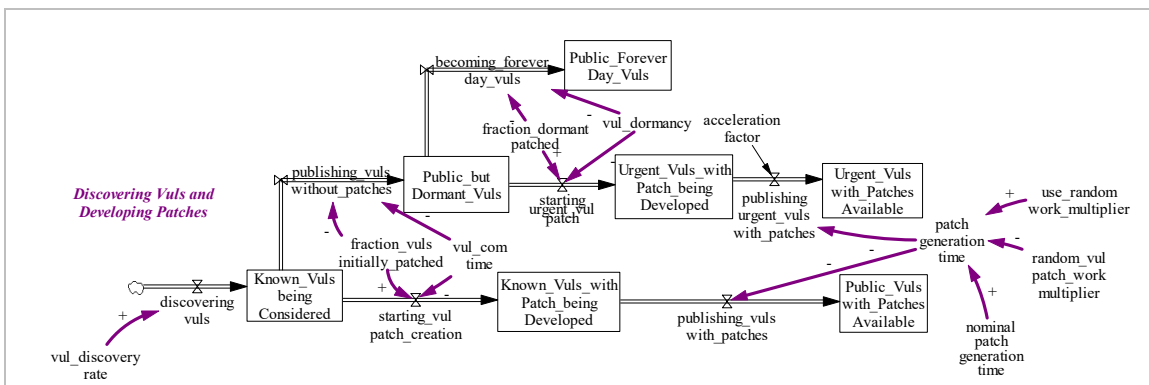 becoming_forever
day_vuls
Public_Forever
Day_Vuls
-
-
fraction_dormant
patched
-
+
vul_dormancy
-
acceleration
factor
publishing_vuls
without_patches
Public_but
Dormant_Vuls
starting
urgent_vul
patch
Urgent_Vuls_with
Patch_being
Developed
publishing
urgent_vuls
with_patches
Urgent_Vuls
with_Patches
Available
Discovering Vuls and
Developing Patches
-
-
fraction_vuls
initially_patched
vul_com
time
+
-
patch
generation
time
+
use_random
work_multiplier
-
random_vul
patch_work
multiplier
-
-
+
nominal
patch
generation
time
discovering
vuls
+
vul_discovery
rate
Known_Vuls
being
Considered
starting_vul
patch_creation
Known_Vuls_with
Patch_being
Developed
publishing_vuls
with_patches
Public_Vuls
with_Patches
Available